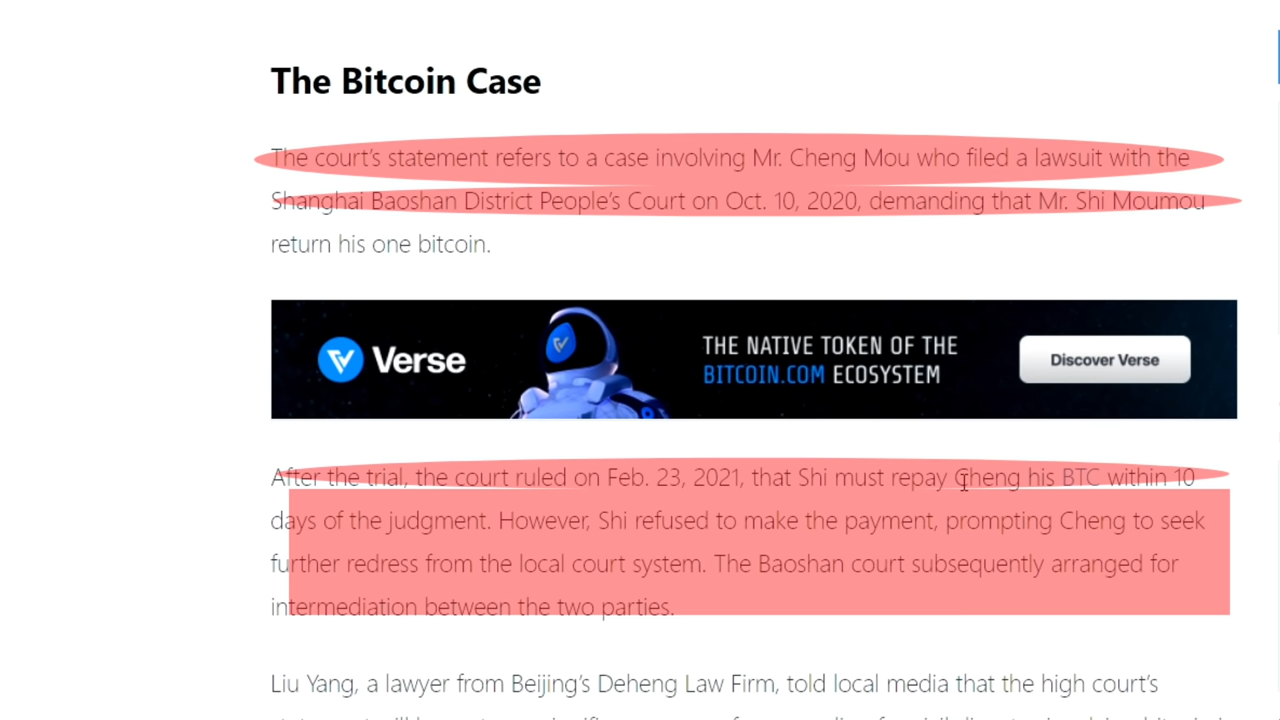 The Bitcoin Case
The court's statement refers to a case involving Mr. Cheng Mou who filed a lawsuit with the
Shanghai Baoshan District People's Court on Oct. 10, 2020, demanding that Mr. Shi Moumou
return his one bitcoin.
Verse
THE NATIVE TOKEN OF THE
BITCOIN.COM ECOSYSTEM
Discover Verse
After the trial, the court ruled on Feb. 23, 2021, that Shi must repay Cheng his BTC within 10
days of the judgment. However, Shi refused to make the payment, prompting Cheng to seek
further redress from the local court system. The Baoshan court subsequently arranged for
intermediation between the two parties.
Liu Yang, a lawyer from Beijing's Deheng Law Firm, told local media that the high court's